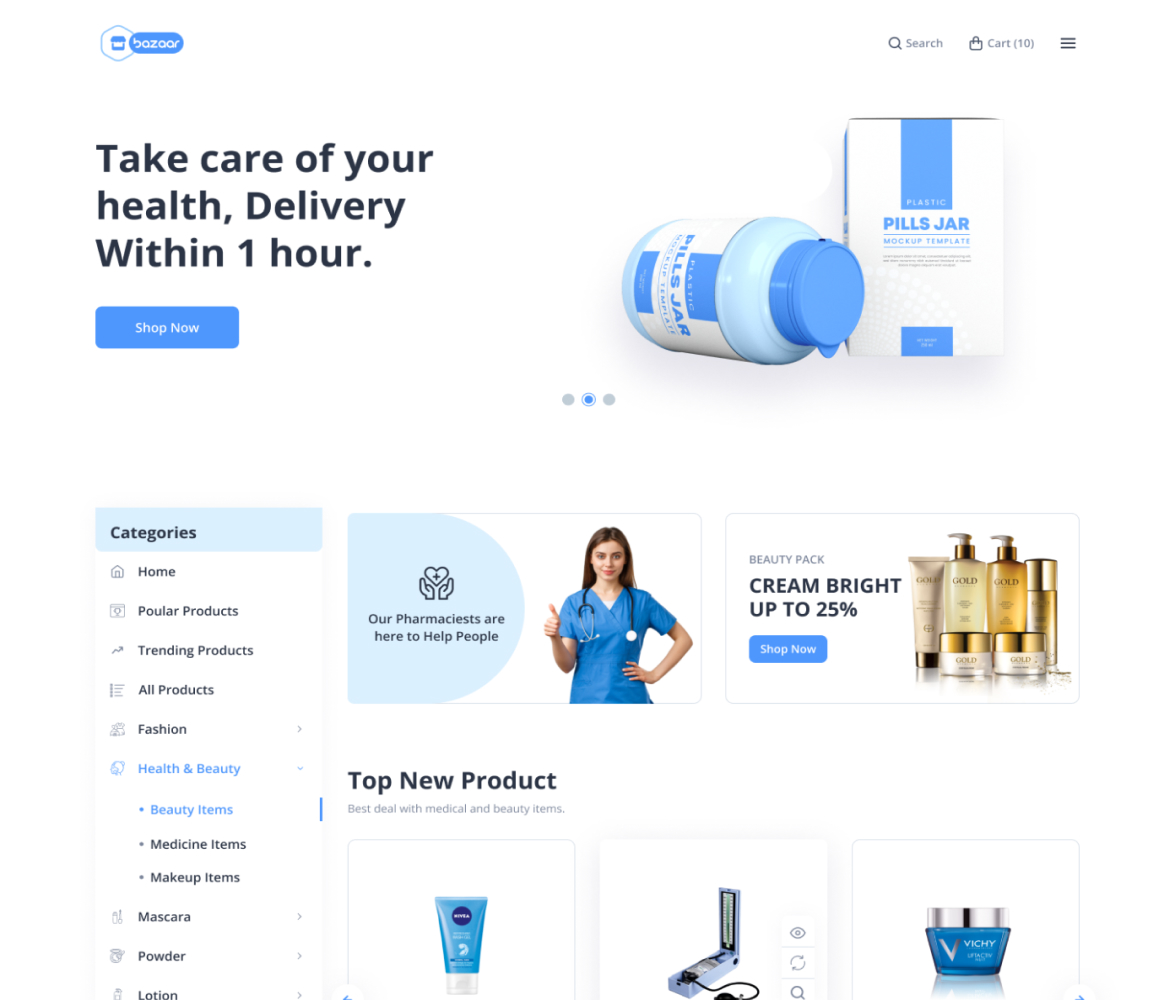 bazaar
Search
Cart (10)
Take care of your
health, Delivery
Within 1 hour.
Shop Now
PLASTIC
PILLS JAR
MOCKUP TEMPLATE
PLASTIC
PILLS JAR
MOCKUP TEMPLATE
Categories
Home
Poular Products
Trending Products
All Products
Fashion
Health & Beauty
• Beauty Items
• Medicine Items
• Makeup Items
Mascara
Powder
Lotion
Our Pharmaciests are
here to Help People
BEAUTY PACK
CREAM BRIGHT
UP TO 25%
Shop Now
GOLD
GOLD
GOLD
GOLD
GOLD
Top New Product
Best deal with medical and beauty items.
NIVEA
VICHY
LIFTACTIV